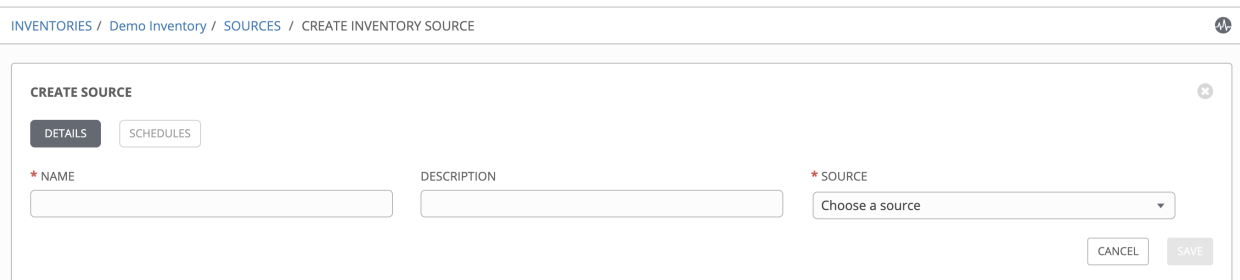 INVENTORIES / Demo Inventory / SOURCES / CREATE INVENTORY SOURCE
CREATE SOURCE
DETAILS SCHEDULES
* NAME DESCRIPTION * SOURCE
Choose a source
CANCEL SAVE